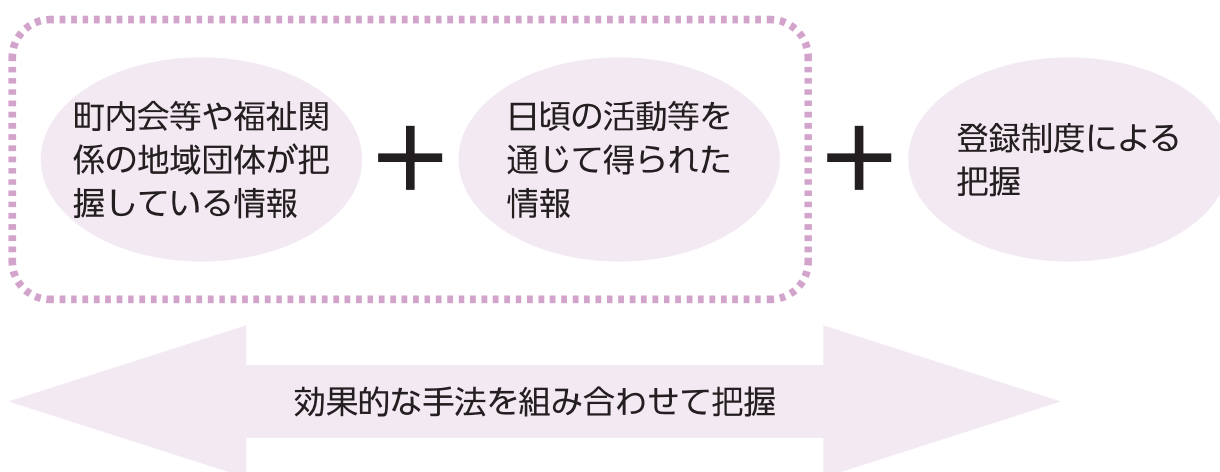 町内会等や福祉関
係の地域団体が把
握している情報
+
日頃の活動等を
通じて得られた
情報
+
登録制度による
把握
効果的な手法を組み合わせて把握